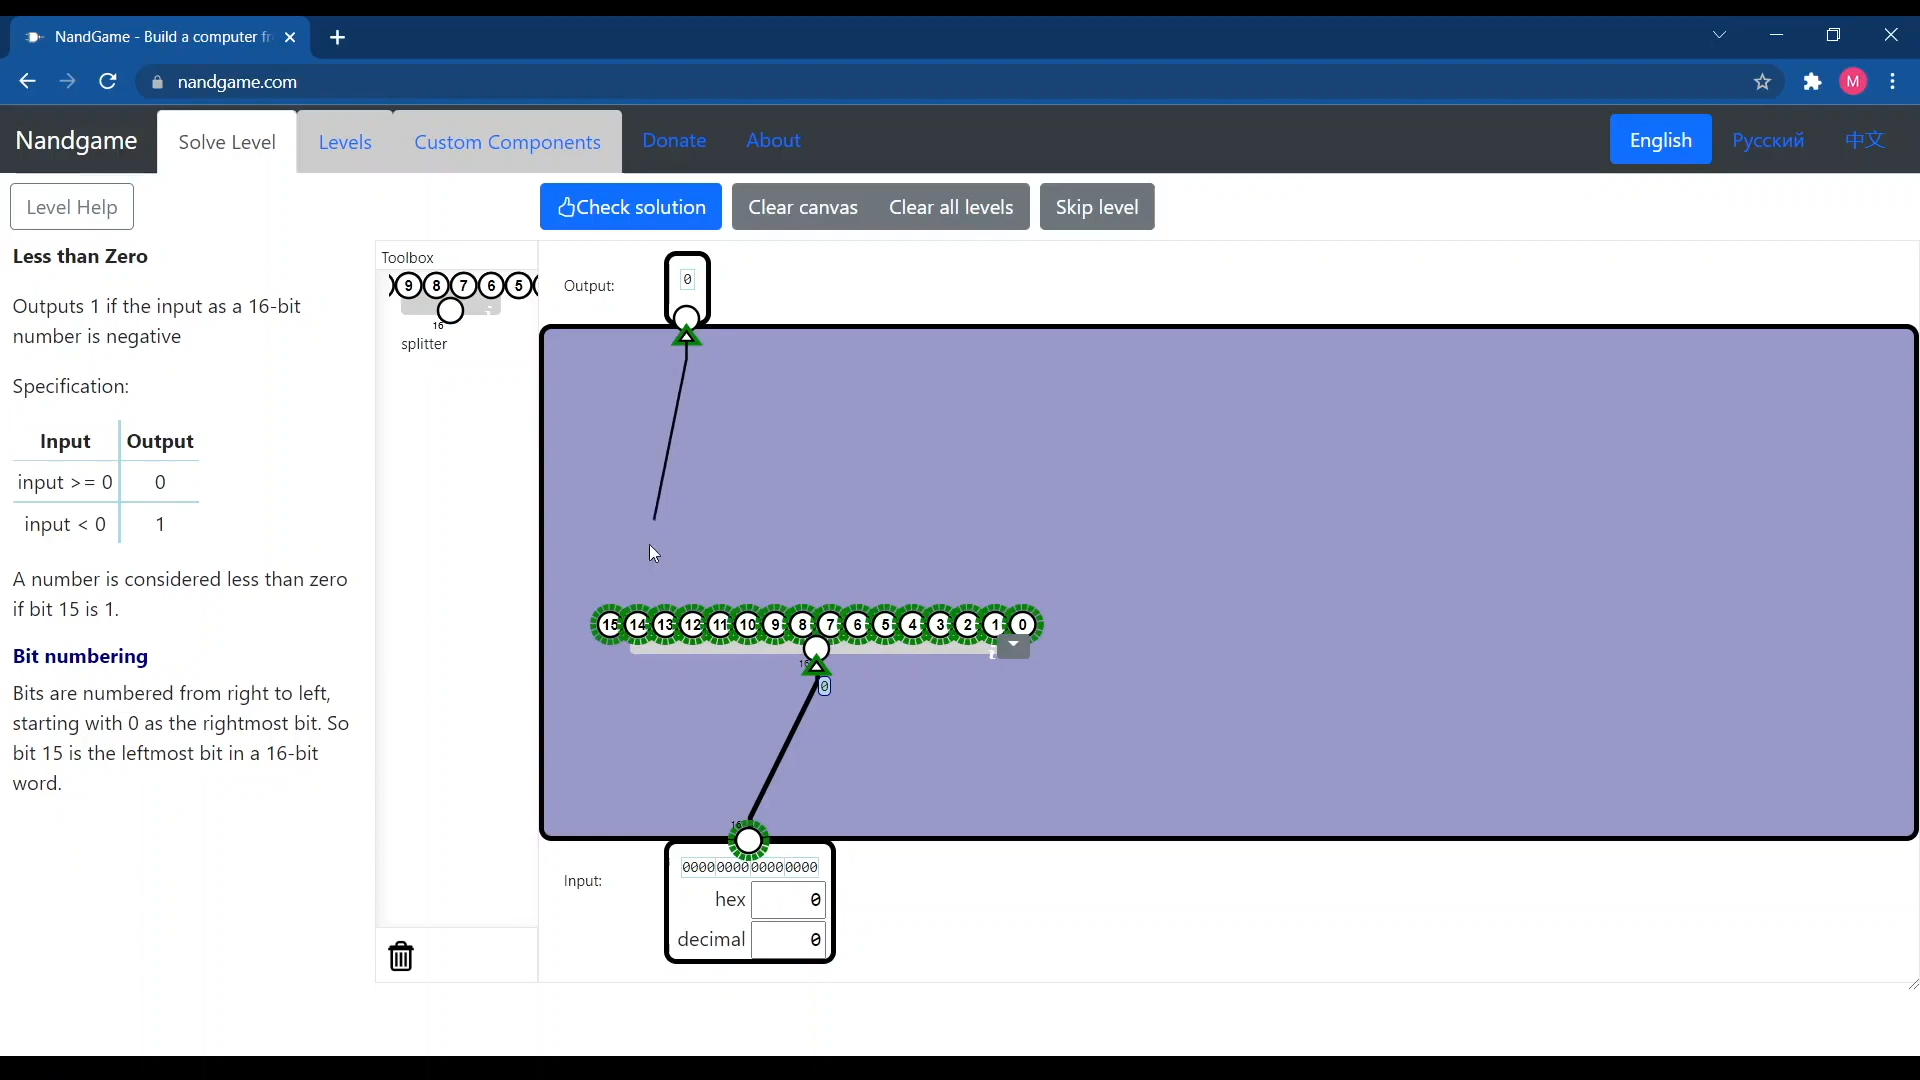 NandGame - Build a computer fr
nandgame.com
M
Nandgame
Solve Level
Levels
Custom Components
Donate
About
English
Русский
中文
Level Help
Check solution
Clear canvas
Clear all levels
Skip level
Less than Zero
Outputs 1 if the input as a 16-bit
number is negative
Specification:
Input Output
input >= 0 0
input < 0 1
A number is considered less than zero
if bit 15 is 1.
Bit numbering
Bits are numbered from right to left,
starting with 0 as the rightmost bit. So
bit 15 is the leftmost bit in a 16-bit
word.
Toolbox
9 8 7 6 5
16
splitter
Output:
0
15 14 13 12 11 10 9 8 7 6 5 4 3 2 1 0
16
0
16
Input:
0000 0000 0000 0000
hex 0
decimal 0